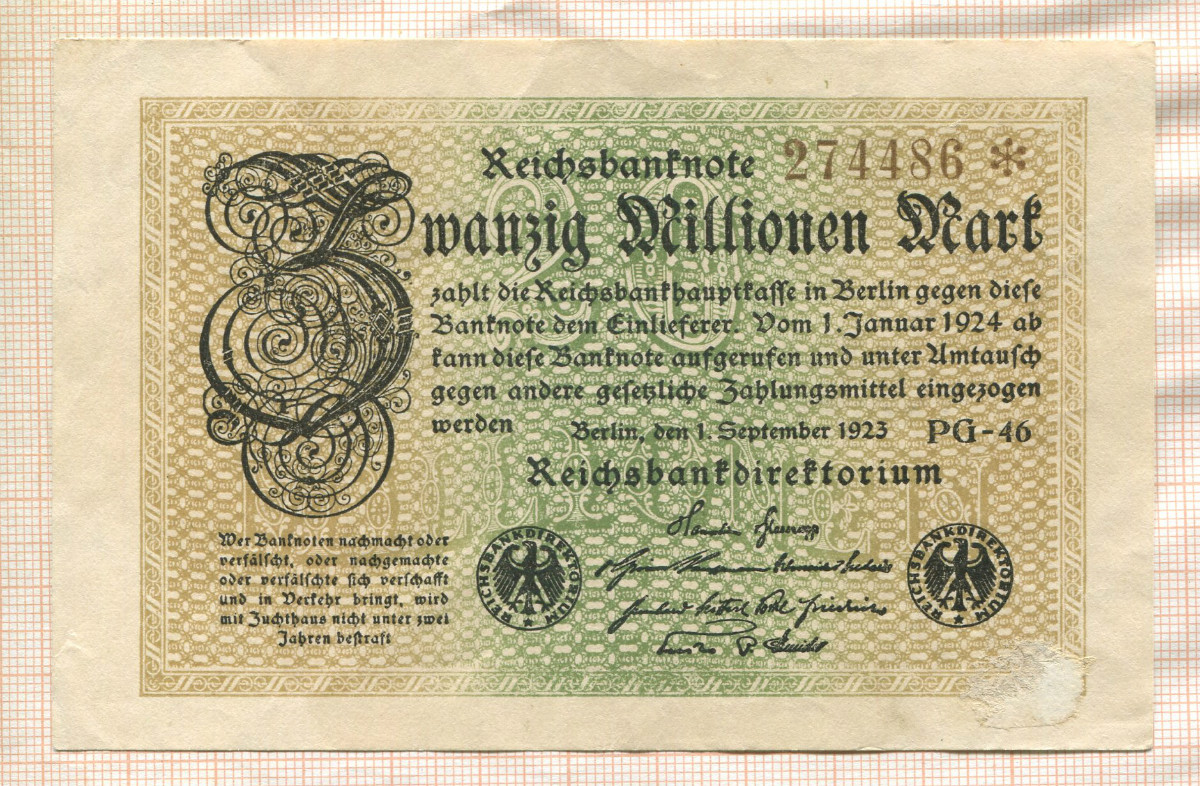 Reichsbanknote 274486 *
Zwanzig Millionen Mark
zahlt die Reichsbankhauptkasse in Berlin gegen diese
Banknote dem Einlieferer. Vom 1. Januar 1924 ab
kann diese Banknote aufgerufen und unter Umtausch
gegen andere gesetzliche Zahlungsmittel eingezogen
werden
Berlin, den 1. September 1923 PG-46
Reichsbankdirektorium
Wer Banknoten nachmacht oder
verfälscht, oder nachgemachte
oder verfälschte sich verschafft
und in Verkehr bringt, wird
mit Zuchthaus nicht unter zwei
Jahren bestraft
REICHSBANKDIREKTORIUM
REICHSBANKDIREKTORIUM
20
MILLIONEN